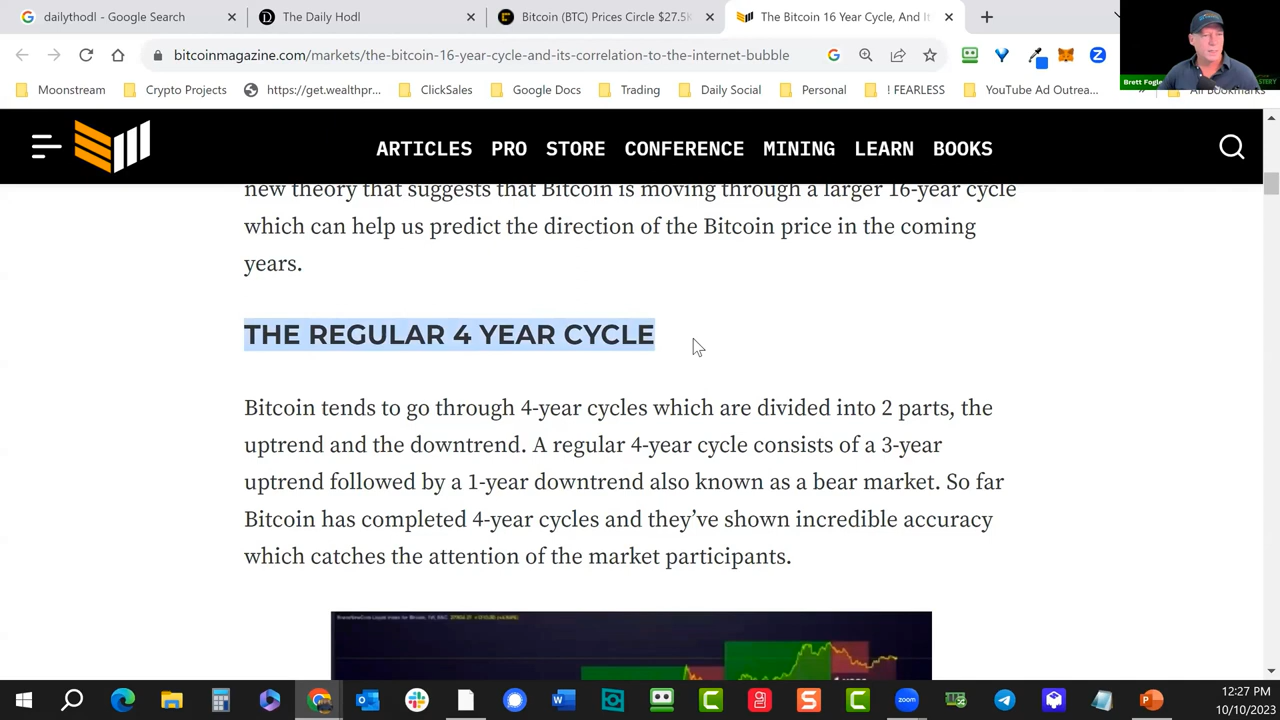 dailythodl - Google Search
The Daily Hodl
Bitcoin (BTC) Prices Circle $27.5K
The Bitcoin 16 Year Cycle, And It
bitcoinmagazine.com/markets/the-bitcoin-16-year-cycle-and-its-correlation-to-the-internet-bubble
Moonstream
Crypto Projects
https://get.wealthpr...
Google D
Trading
Daily Social
Personal
! FEARLESS
YouTube Ad Outrea...
All Bookmarks
Brett Fogle
ARTICLES PRO STORE CONFERENCE MINING LEARN BOOKS
new theory that suggests that Bitcoin is moving through a larger 16-year cycle
which can help us predict the direction of the Bitcoin price in the coming
years.
THE REGULAR 4 YEAR CYCLE
Bitcoin tends to go through 4-year cycles which are divided into 2 parts, the
uptrend and the downtrend. A regular 4-year cycle consists of a 3-year
uptrend followed by a 1-year downtrend also known as a bear market. So far
Bitcoin has completed 4-year cycles and they’ve shown incredible accuracy
which catches the attention of the market participants.
12:27 PM
10/10/2023